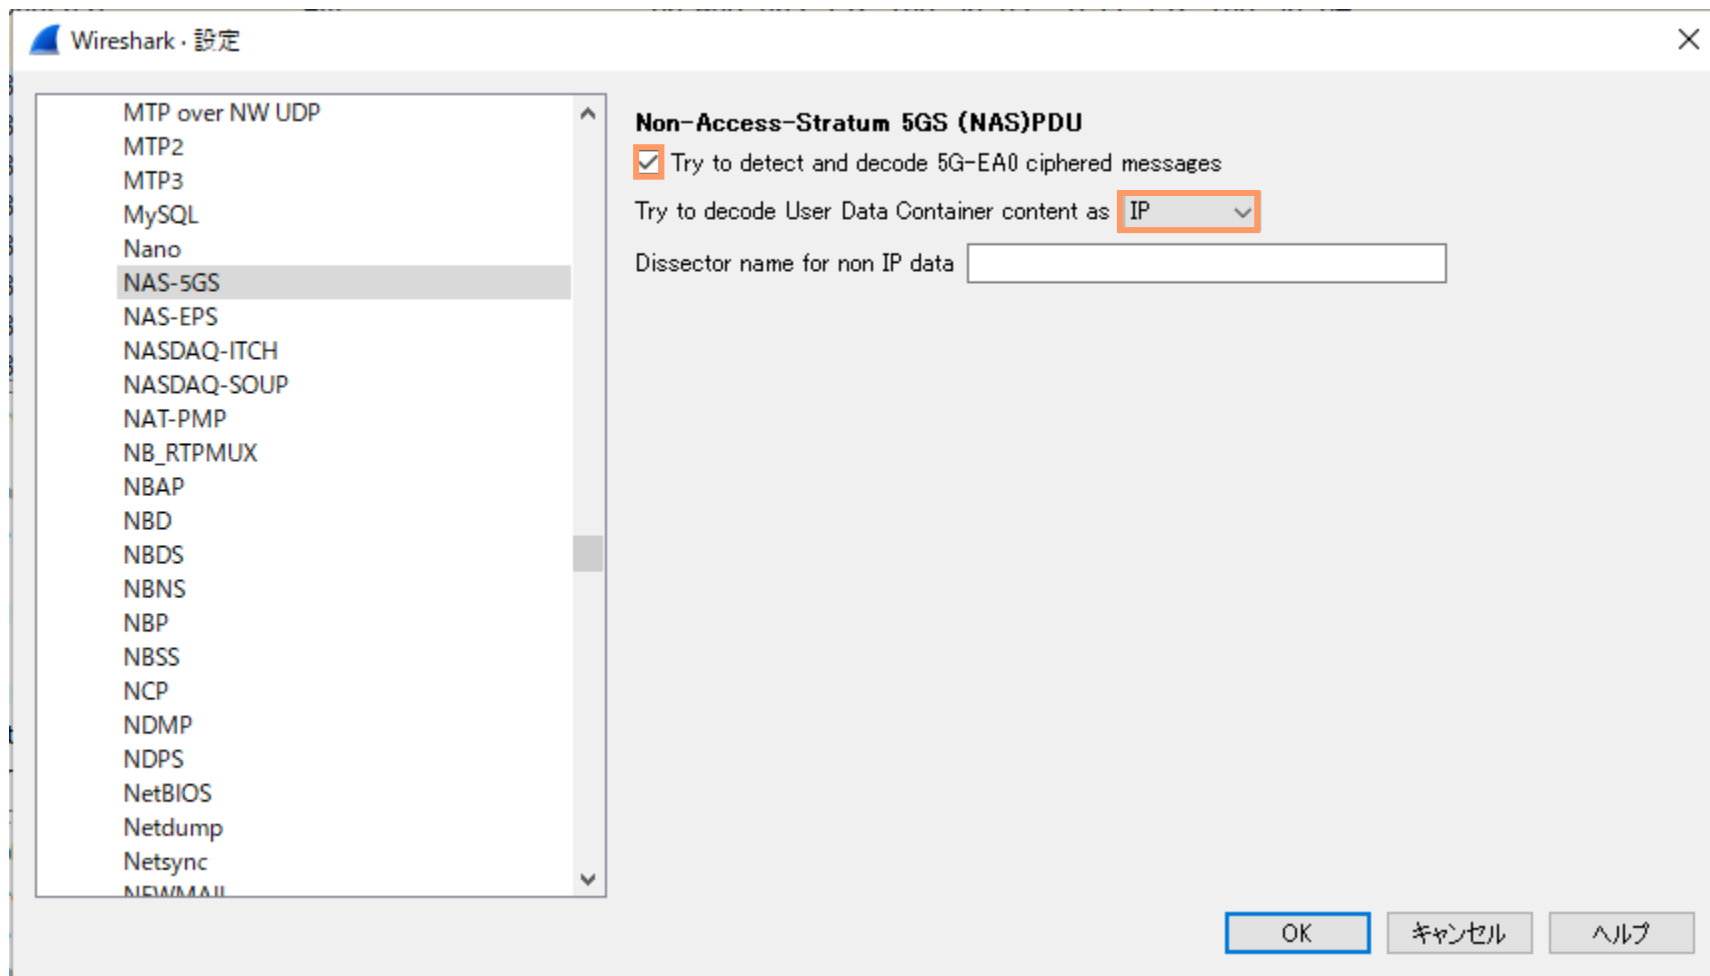 Wireshark · 設定
MTP over NW UDP
MTP2
MTP3
MySQL
Nano
NAS-5GS
NAS-EPS
NASDAQ-ITCH
NASDAQ-SOUP
NAT-PMP
NB_RTPMUX
NBAP
NBD
NBDS
NBNS
NBP
NBSS
NCP
NDMP
NDPS
NetBIOS
Netdump
Netsync
NEWMAIL
Non-Access-Stratum 5GS (NAS)PDU
Try to detect and decode 5G-EA0 ciphered messages
Try to decode User Data Container content as IP
Dissector name for non IP data
OK キャンセル ヘルプ